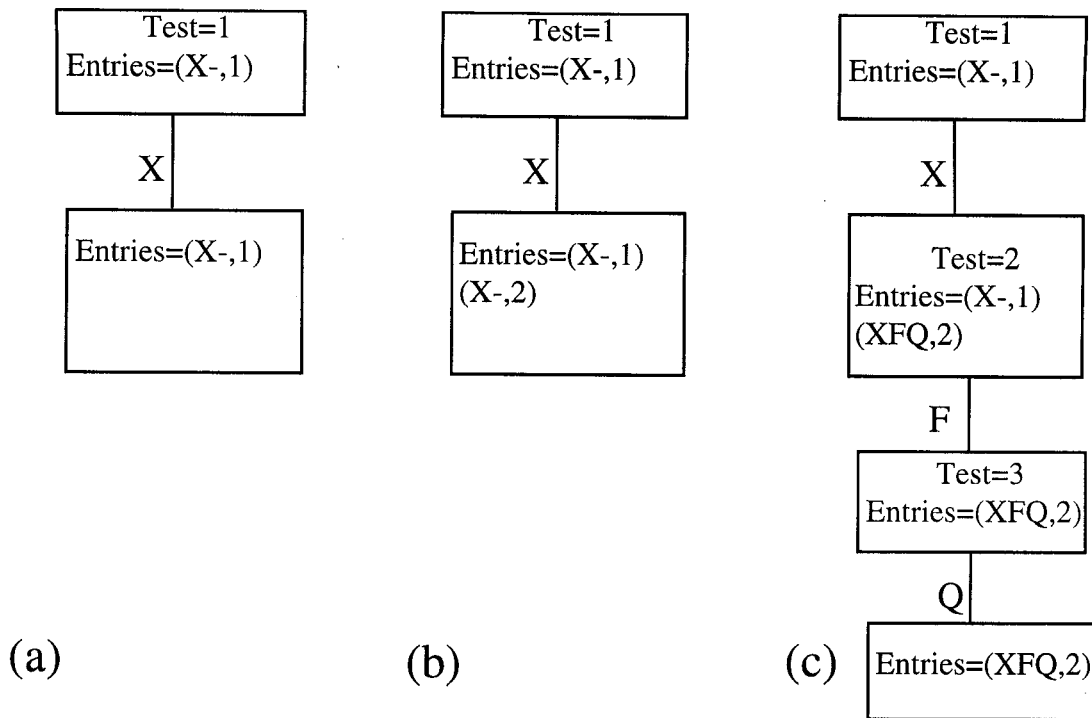 Test=1
Entries=(X-,1)
X
Entries=(X-,1)
(a)
Test=1
Entries=(X-,1)
X
Entries=(X-,1)
(X-,2)
(b)
Test=1
Entries=(X-,1)
X
Test=2
Entries=(X-,1)
(XFQ,2)
F
Test=3
Entries=(XFQ,2)
Q
Entries=(XFQ,2)
(c)